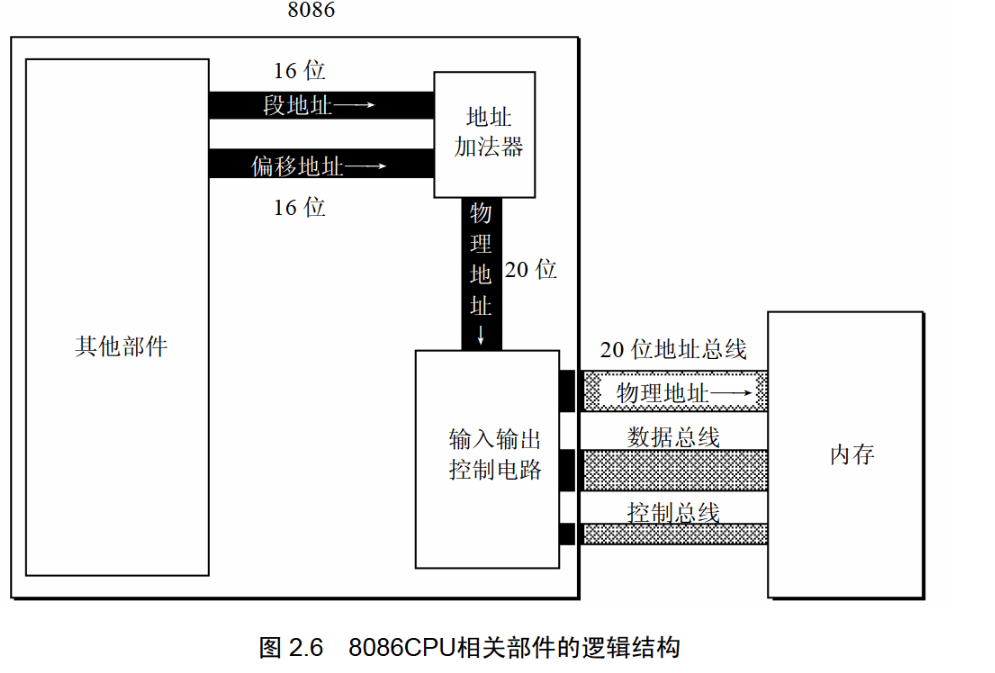 8086
16 位
段地址→
地址
加法器
偏移地址→
16 位
物
理
地
址
↓
20 位
其他部件
20 位地址总线
物理地址→
数据总线
输入输出
控制电路
内存
控制总线
图 2.6 8086CPU相关部件的逻辑结构